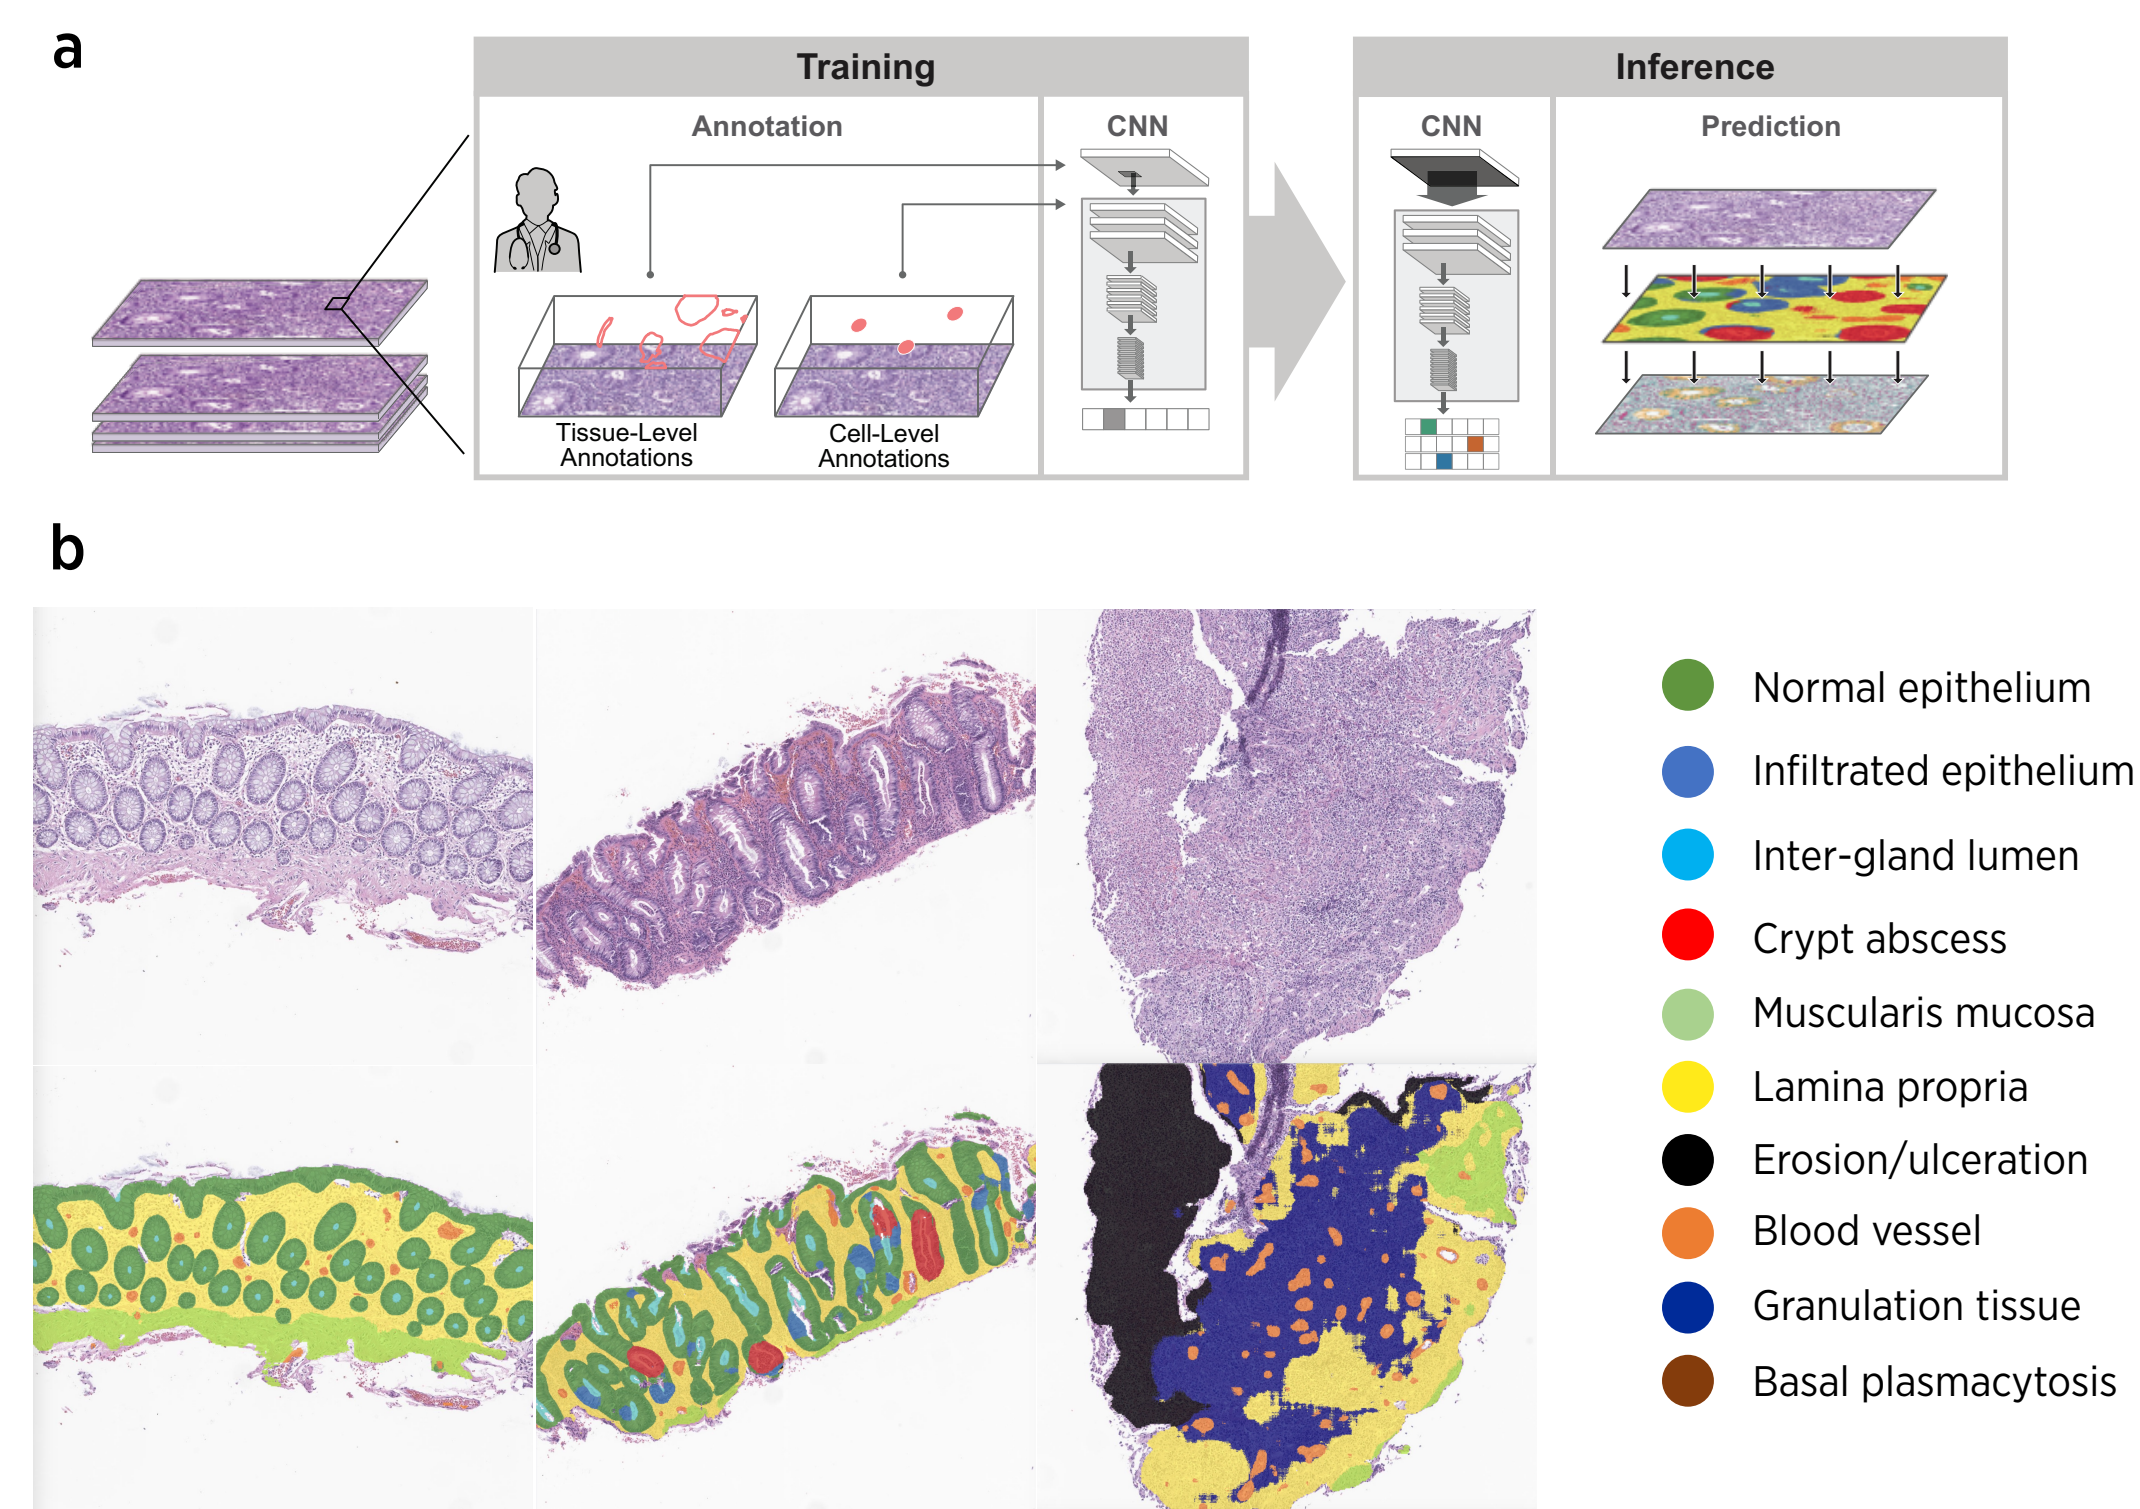 a
Training
Inference
Annotation
CNN
CNN
Prediction
Tissue-Level
Annotations
Cell-Level
Annotations
b
Normal epithelium
Infiltrated epithelium
Inter-gland lumen
Crypt abscess
Muscularis mucosa
Lamina propria
Erosion/ulceration
Blood vessel
Granulation tissue
Basal plasmacytosis